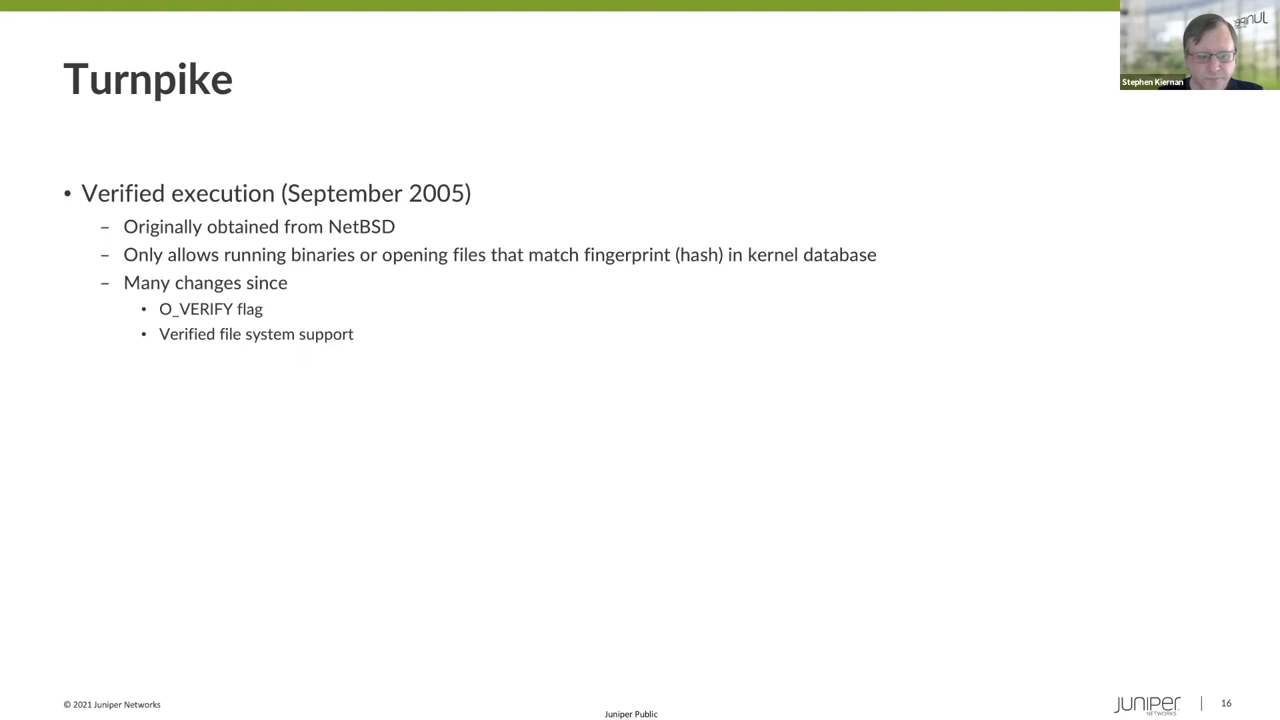 Turnpike
Stephen Kiernan
• Verified execution (September 2005)
– Originally obtained from NetBSD
– Only allows running binaries or opening files that match fingerprint (hash) in kernel database
– Many changes since
• O_VERIFY flag
• Verified file system support
© 2021 Juniper Networks
Juniper Public
JUNIPER
NETWORKS
16